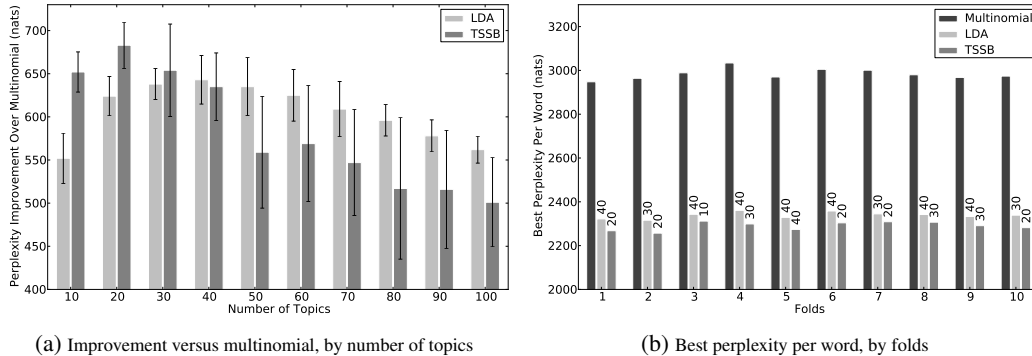 Perplexity Improvement Over Multinomial (nats)
700
650
600
550
500
450
400
LDA
TSSB
10 20 30 40 50 60 70 80 90 100
Number of Topics
(a) Improvement versus multinomial, by number of topics
Best Perplexity Per Word (nats)
3200
3000
2800
2600
2400
2200
2000
Multinomial
LDA
TSSB
40 20 30 20 40 10 40 30 40 40 40 20 30 20 40 30 40 30 30 20
1 2 3 4 5 6 7 8 9 10
Folds
(b) Best perplexity per word, by folds